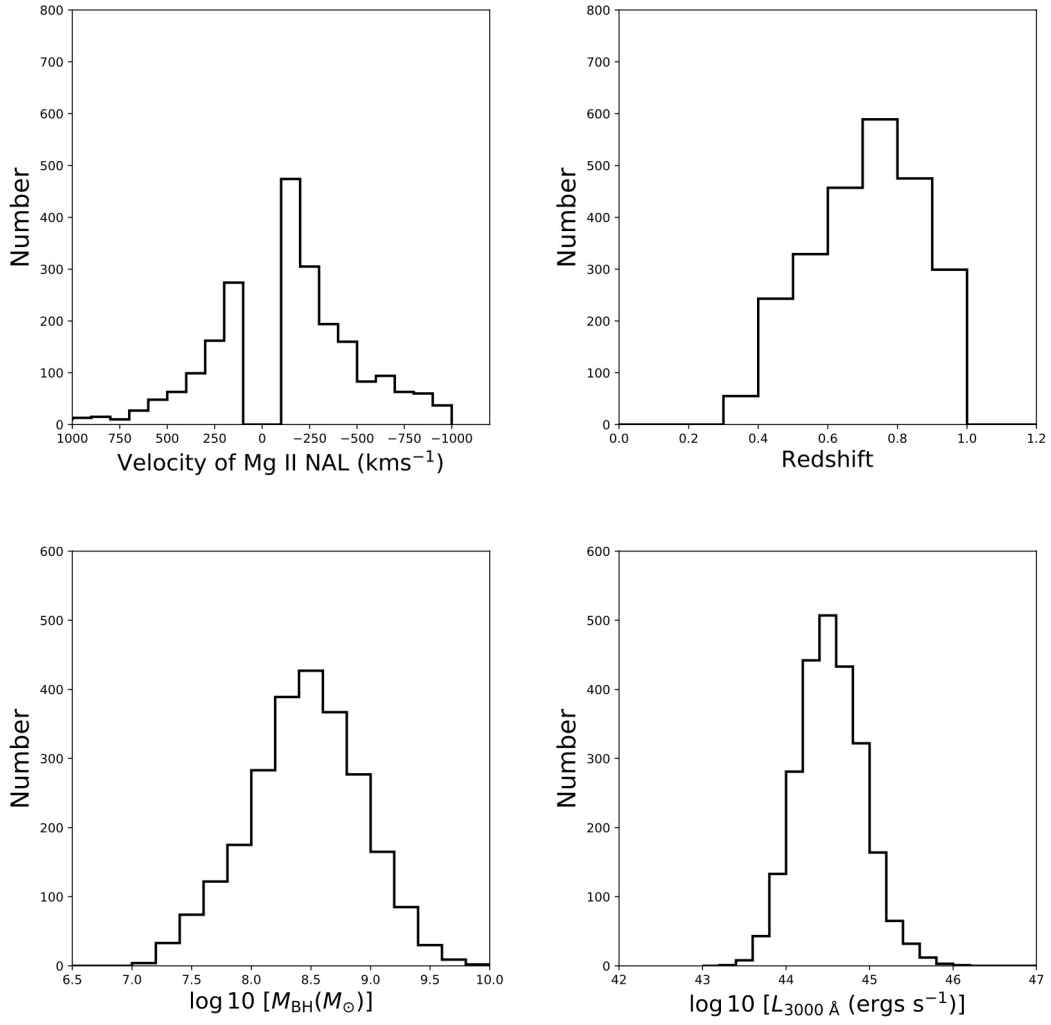 800
700
600
500
400
300
200
100
0
Number
1000 750 500 250 0 −250 −500 −750 −1000
Velocity of Mg II NAL (kms⁻¹)
800
700
600
500
400
300
200
100
0
Number
0.0 0.2 0.4 0.6 0.8 1.0 1.2
Redshift
600
500
400
300
200
100
0
Number
6.5 7.0 7.5 8.0 8.5 9.0 9.5 10.0
log 10 [M_BH(M_⊙)]
600
500
400
300
200
100
0
Number
42 43 44 45 46 47
log 10 [L_3000 Å (ergs s⁻¹)]